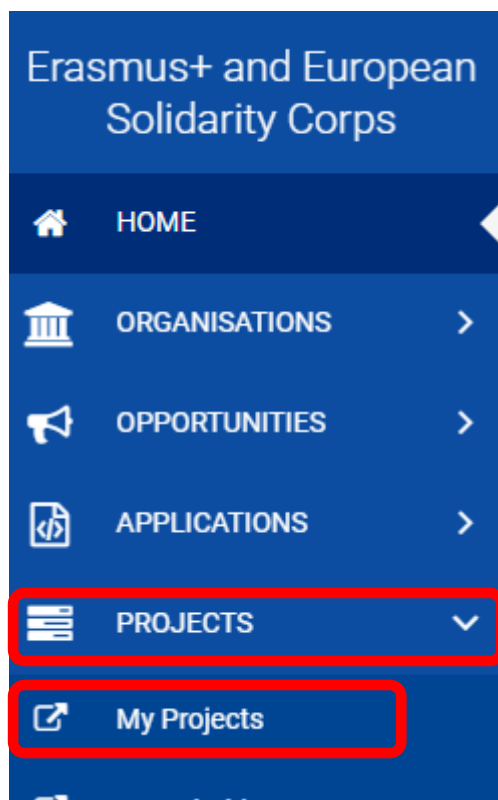 Erasmus+ and European
Solidarity Corps
HOME
ORGANISATIONS
OPPORTUNITIES
APPLICATIONS
PROJECTS
My Projects